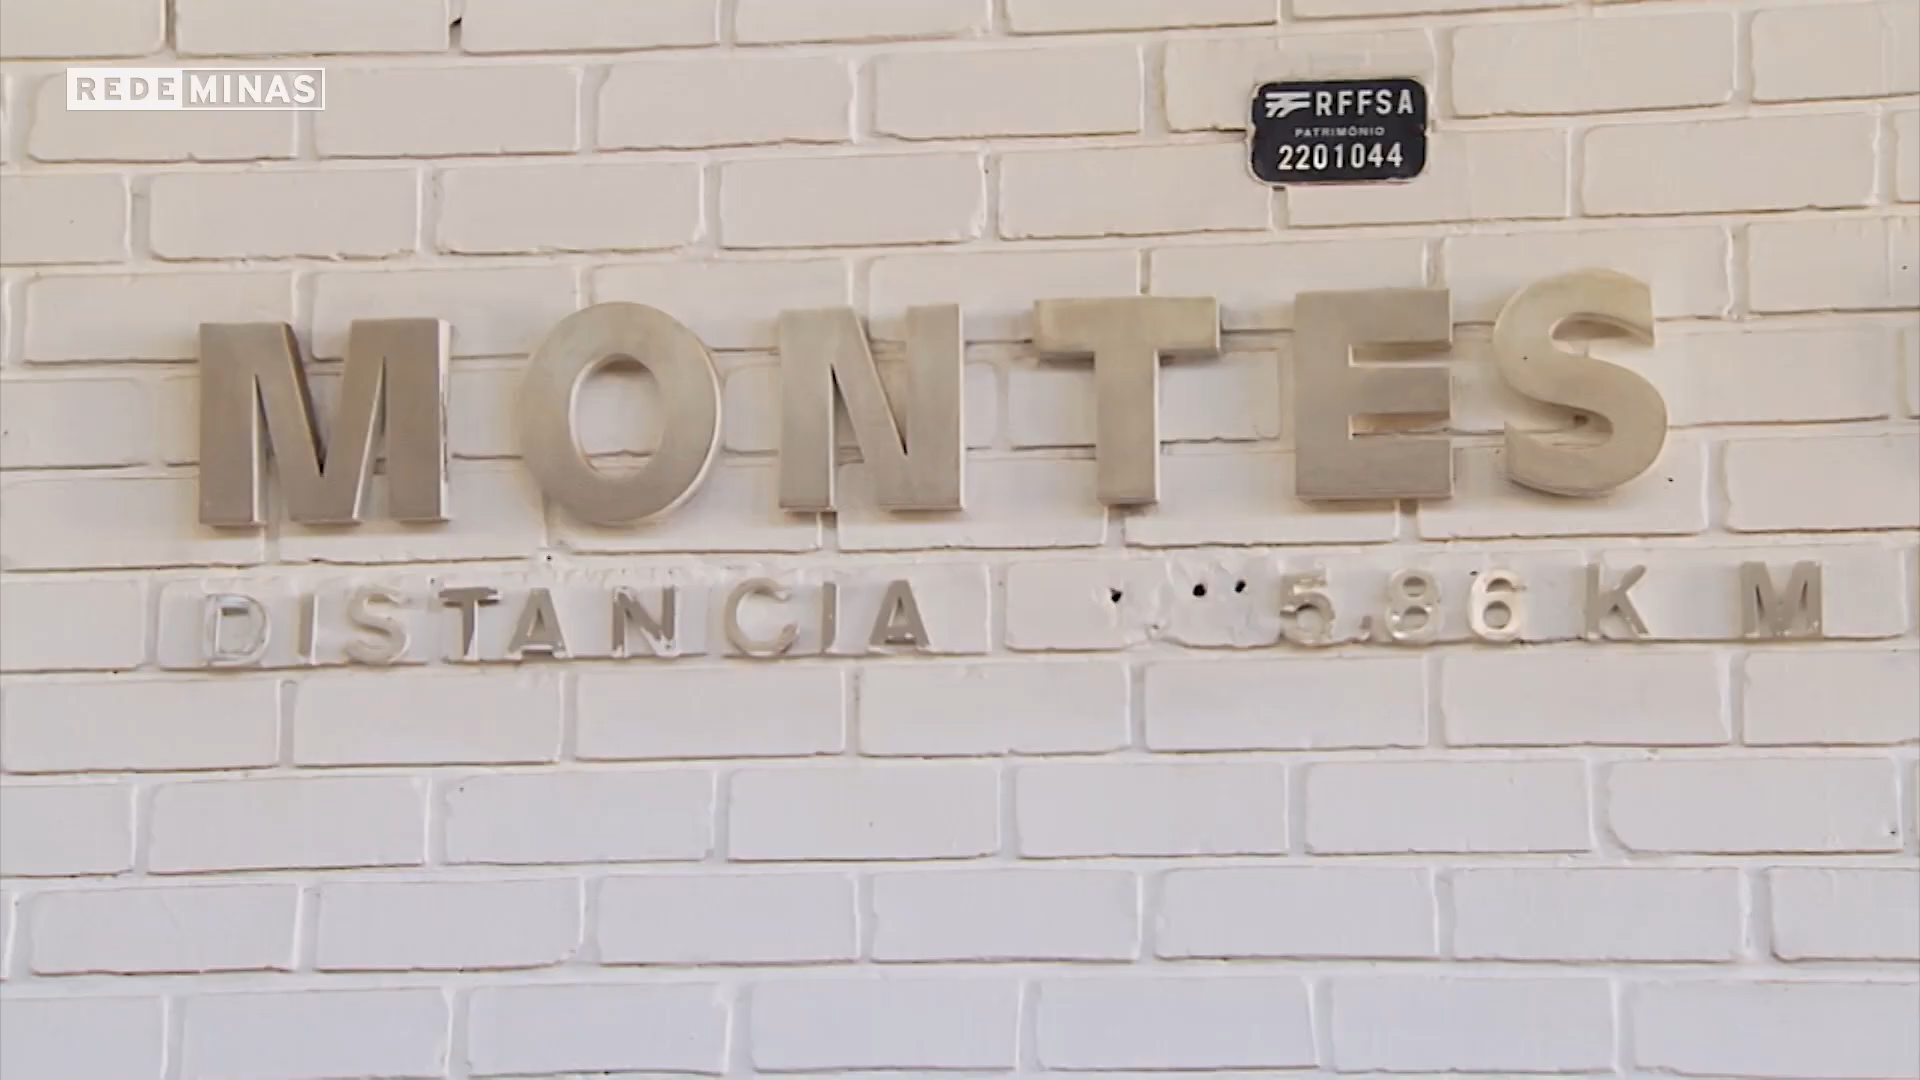 REDE MINAS
RFFSA
PATRIMÔNIO
2201044
MONTES
DISTANCIA 5,86 KM